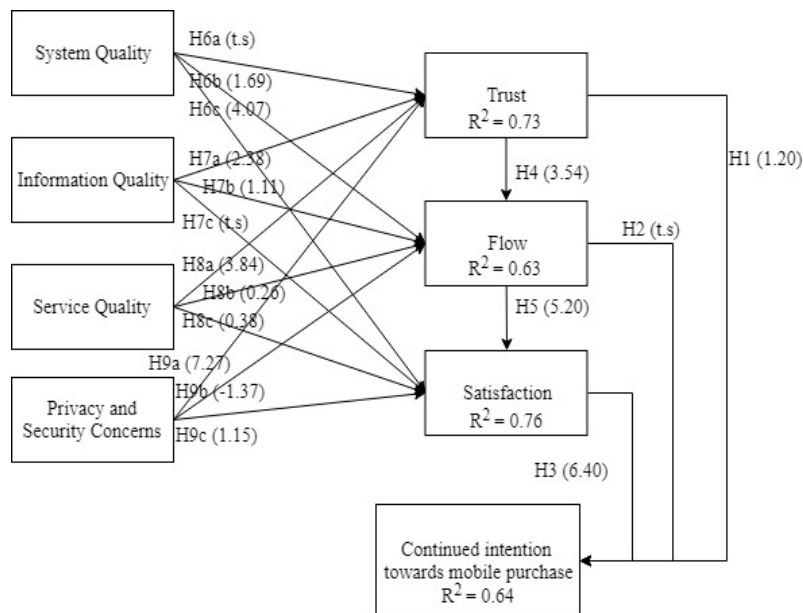 System Quality
Information Quality
Service Quality
Privacy and
Security Concerns
H6a (t.s)
H6b (1.69)
H6c (4.07)
H7a (2.38)
H7b (1.11)
H7c (t.s)
H8a (3.84)
H8b (0.26)
H8c (0.38)
H9a (7.27)
H9b (-1.37)
H9c (1.15)
Trust
R² = 0.73
H4 (3.54)
Flow
R² = 0.63
H5 (5.20)
Satisfaction
R² = 0.76
H1 (1.20)
H2 (t.s)
H3 (6.40)
Continued intention
towards mobile purchase
R² = 0.64